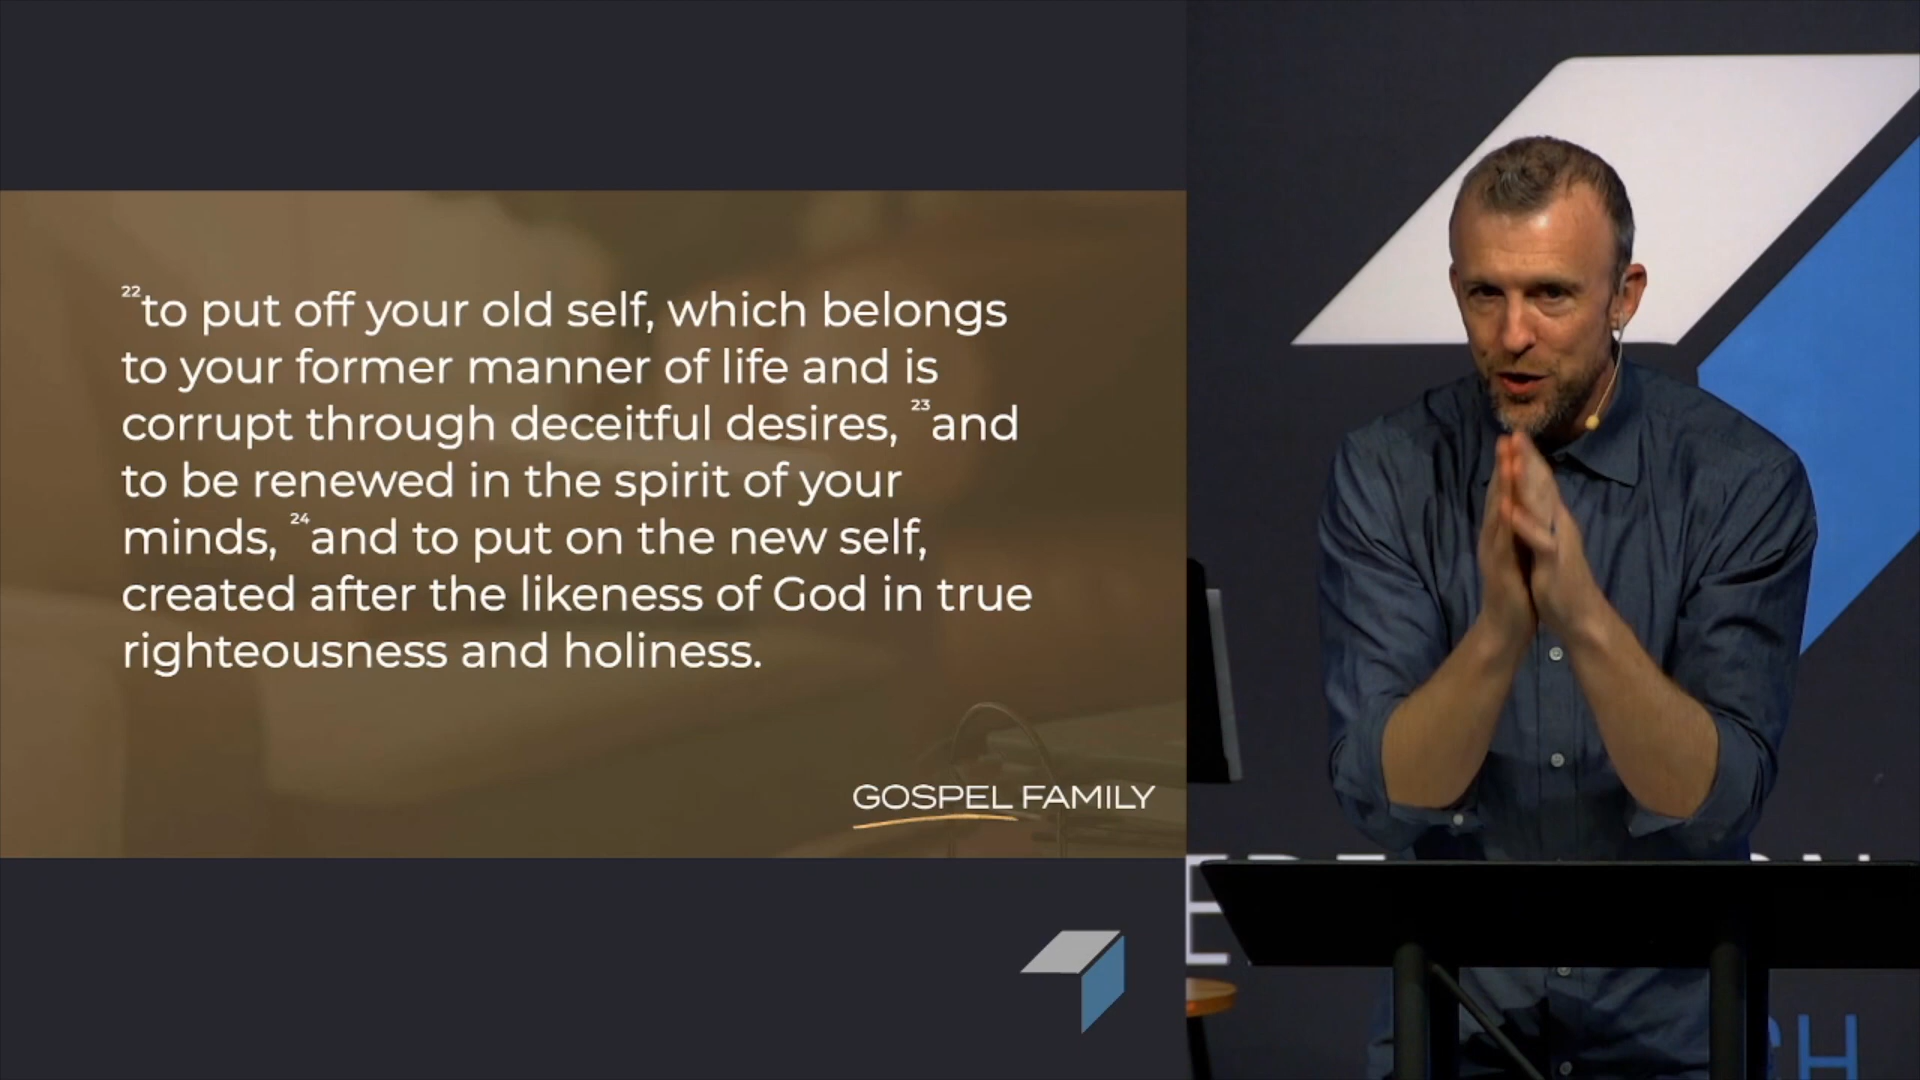 22to put off your old self, which belongs
to your former manner of life and is
corrupt through deceitful desires, 23and
to be renewed in the spirit of your
minds, 24and to put on the new self,
created after the likeness of God in true
righteousness and holiness.
GOSPEL FAMILY